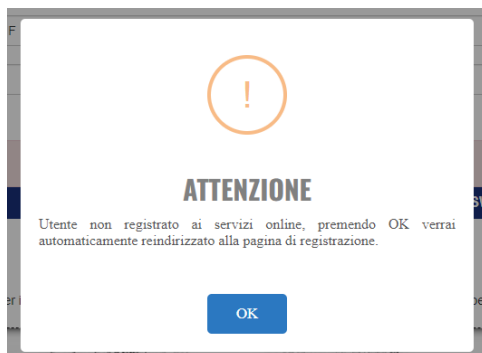 F
!
ATTENZIONE
Utente non registrato ai servizi online, premendo OK verrai
automaticamente reindirizzato alla pagina di registrazione.
OK